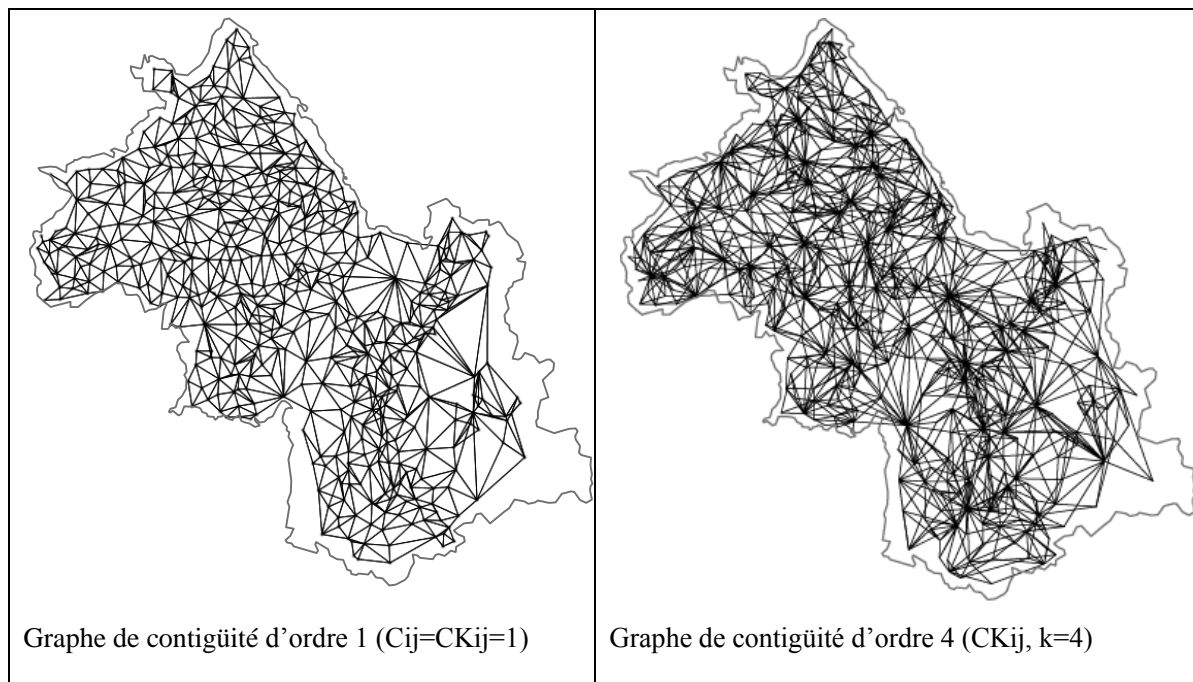 Graphe de contigüité d'ordre 1 (Cij=CKij=1)
Graphe de contigüité d'ordre 4 (CKij, k=4)